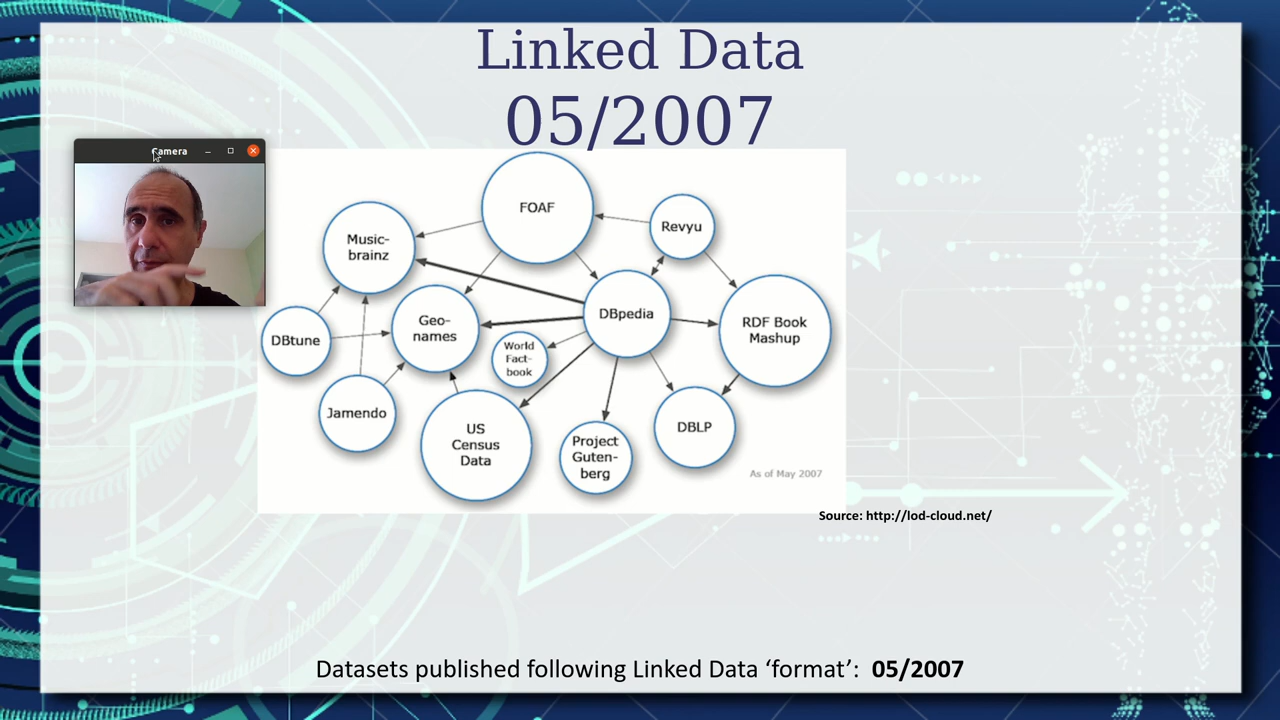 Linked Data
05/2007
Camera
FOAF
Revyu
Music-
brainz
DBpedia
Geo-
names
RDF Book
Mashup
DBtune
World
Fact-
book
Jamendo
US
Census
Data
Project
Guten-
berg
DBLP
As of May 2007
Source: http://lod-cloud.net/
Datasets published following Linked Data ‘format’: 05/2007